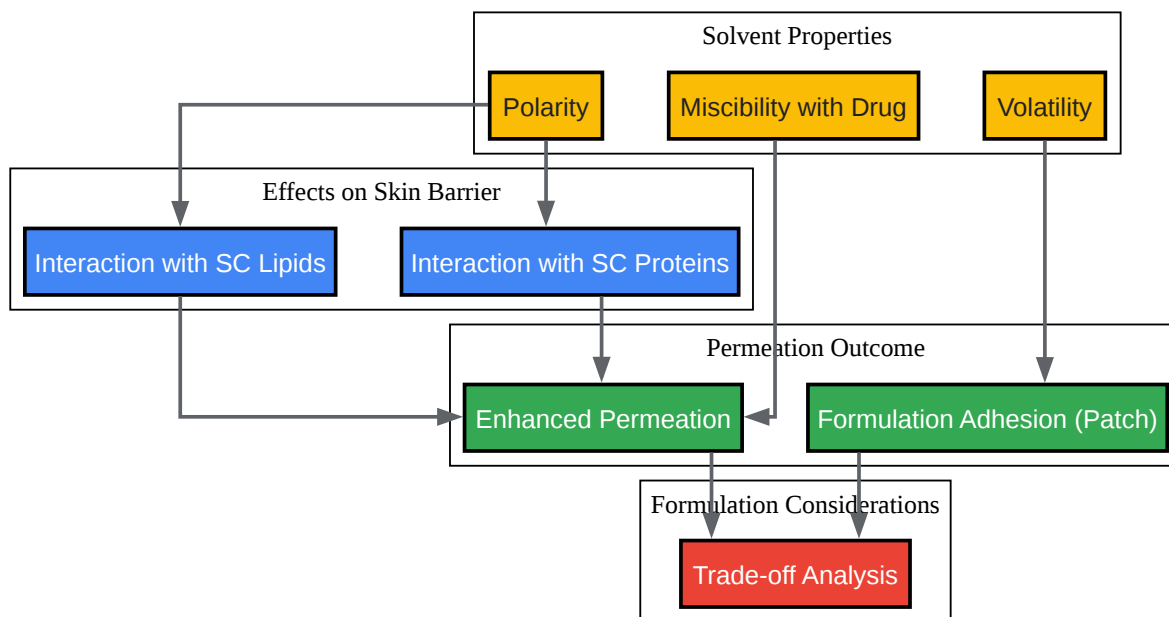 Solvent Properties
Polarity
Miscibility with Drug
Volatility
Effects on Skin Barrier
Interaction with SC Lipids
Interaction with SC Proteins
Permeation Outcome
Enhanced Permeation
Formulation Adhesion (Patch)
Formulation Considerations
Trade-off Analysis